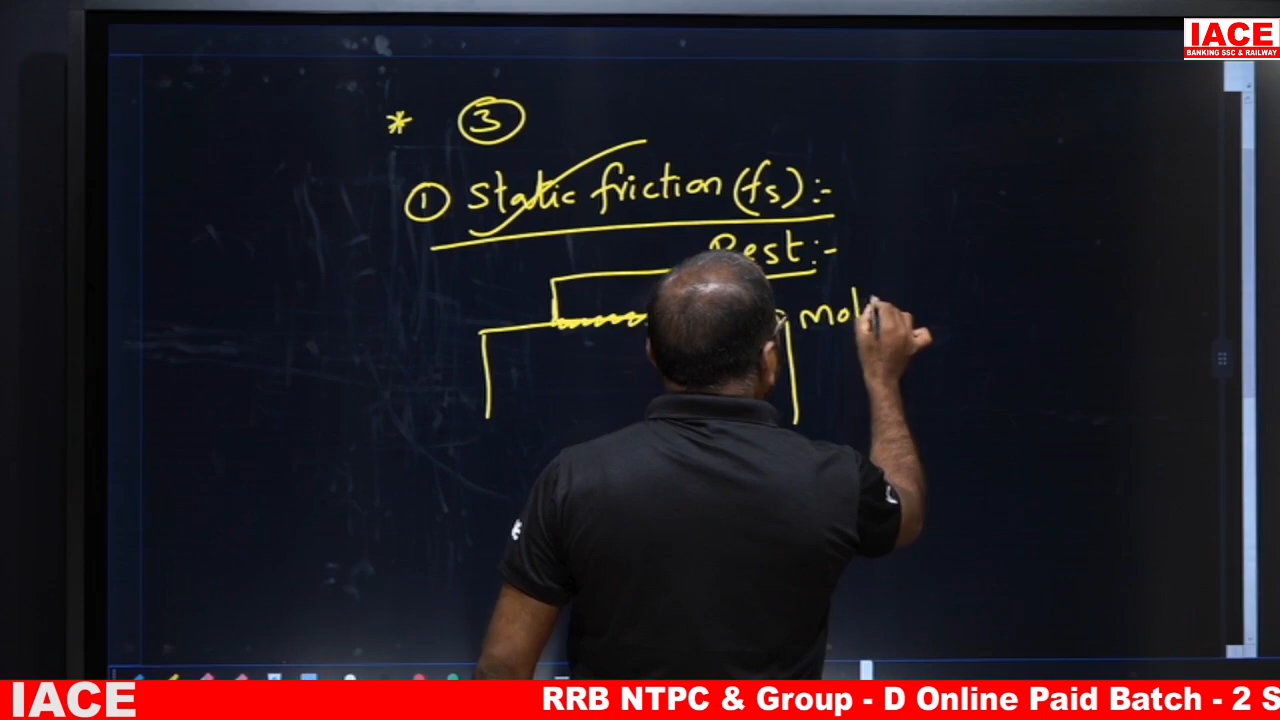 IACE
BANKING SSC & RAILWAY
* ③
① Static friction (fs) :-
Rest :-
IACE
RRB NTPC & Group - D Online Paid Batch - 2 S